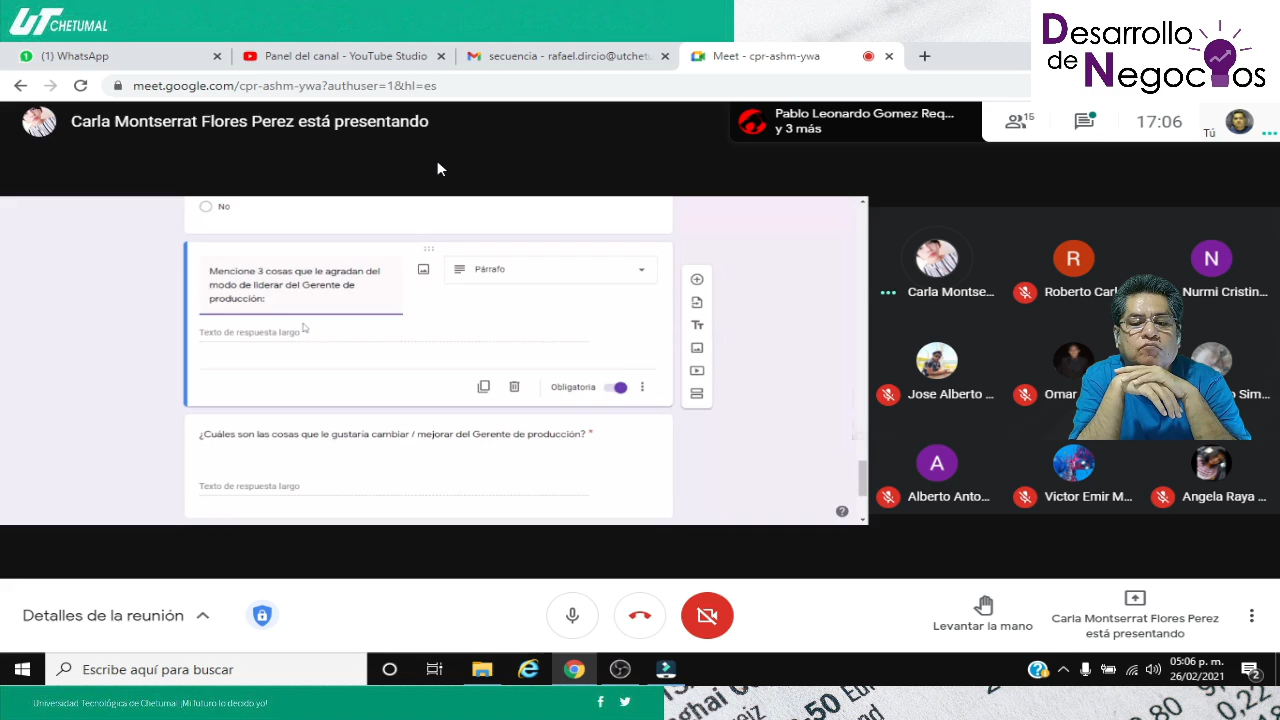 UT CHETUMAL
Desarrollo
de Negocios
(1) WhatsApp
Panel del canal - YouTube Studio
secuencia - rafael.dircio@utchetu
Meet - cpr-ashm-ywa
meet.google.com/cpr-ashm-ywa?authuser=1&hl=es
Carla Montserrat Flores Perez está presentando
Pablo Leonardo Gomez Req...
y 3 más
15
17:06
Tú
No
Mencione 3 cosas que le agradan del
modo de liderar del Gerente de
producción:
Párrafo
Texto de respuesta largo
Obligatoria
¿Cuáles son las cosas que le gustaría cambiar / mejorar del Gerente de producción? *
Texto de respuesta largo
R
N
Carla Montse...
Roberto Car
Nurmi Cristin...
Jose Alberto ...
Omar
Sim...
A
Alberto Anto...
Victor Emir M...
Angela Raya ...
Detalles de la reunión
Levantar la mano
Carla Montserrat Flores Perez
está presentando
Escribe aquí para buscar
05:06 p. m.
26/02/2021
2
Universidad Tecnológica de Chetumal ¡Mi futuro lo decido yo!